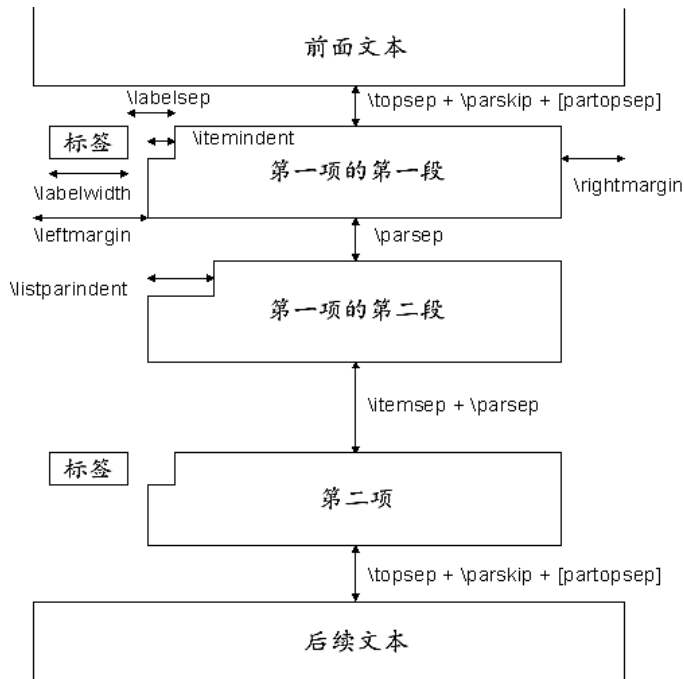 前面文本
\labelsep
\topsep + \parskip + [partopsep]
标签
\itemindent
第一项的第一段
\labelwidth
\rightmargin
\leftmargin
\parsep
\listparindent
第一项的第二段
\itemsep + \parsep
标签
第二项
\topsep + \parskip + [partopsep]
后续文本